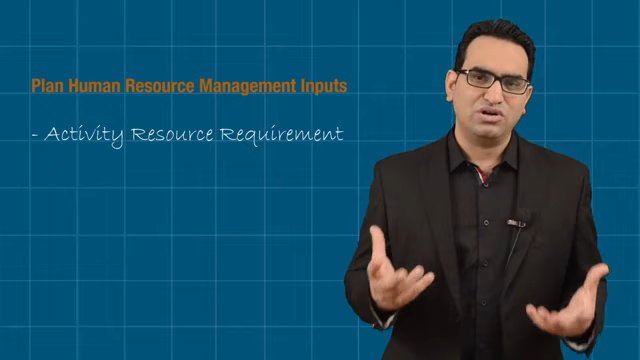 Plan Human Resource Management Inputs
- Activity Resource Requirement